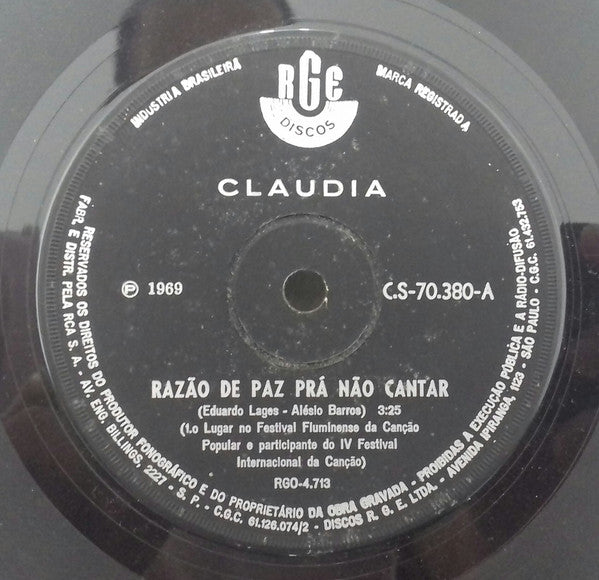 INDUSTRIA BRASILEIRA
RGE
DISCOS
MARCA REGISTRADA
CLAUDIA
℗ 1969
C.S-70.380-A
RAZÃO DE PAZ PRÁ NÃO CANTAR
(Eduardo Lages - Alésio Barros) 3:25
(1.o Lugar no Festival Fluminense da Canção
Popular e participante do IV Festival
Internacional da Canção)
RGO-4.713
RESERVADOS OS DIREITOS DO PRODUTOR FONOGRÁFICO E DO PROPRIETÁRIO DA OBRA GRAVADA - PROIBIDAS A EXECUÇÃO PÚBLICA E A RÁDIO-DIFUSÃO
FABR. E DISTR. PELA RCA S. A. - AV. ENG. BILLINGS, 2227 - S. P. - C.G.C. 61.126.074/2 - DISCOS R. G. E. LTDA. - AVENIDA IPIRANGA, 1123 - SÃO PAULO - C.G.C. 61.432.753